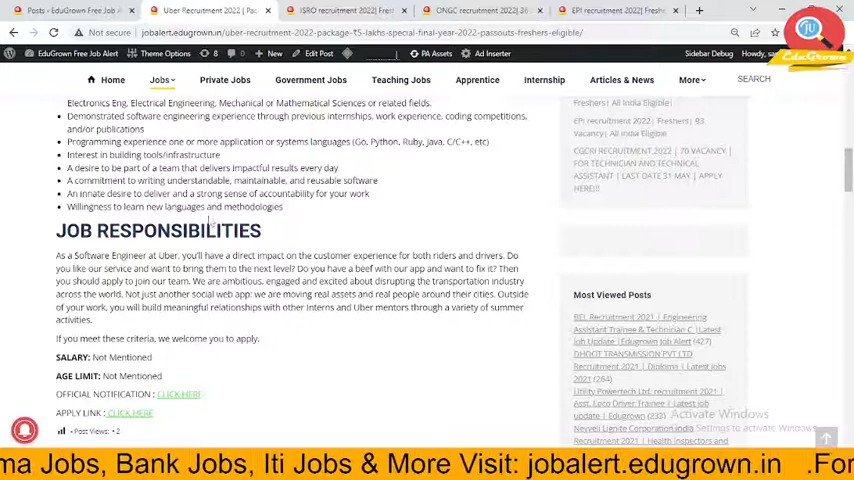 Posts - EduGrown Free Job A
Uber Recruitment 2022 | Pac
ISRO recruitment 2022| Fres
ONGC recruitment 2022| 36
EPI recruitment 2022| Freshe
Not secure | jobalert.edugrown.in/uber-recruitment-2022-package-₹5-lakhs-special-final-year-2022-passouts-freshers-eligible/
EduGrown Free Job Alert
Theme Options
8
0
New
Edit Post
PA Assets
Ad Inserter
Sidebar Debug
EduGrown
Home
Jobs
Private Jobs
Government Jobs
Teaching Jobs
Apprentice
Internship
Articles & News
More
SEARCH
Electronics Eng. Electrical Engineering, Mechanical or Mathematical Sciences or related fields.
Demonstrated software engineering experience through previous internships, work experience, coding competitions,
and/or publications
Programming experience one or more application or systems languages (Go, Python, Ruby, Java, C/C++, etc)
Interest in building tools/infrastructure
A desire to be part of a team that delivers impactful results every day
A commitment to writing understandable, maintainable, and reusable software
An innate desire to deliver and a strong sense of accountability for your work
Willingness to learn new languages and methodologies
JOB RESPONSIBILITIES
As a Software Engineer at Uber, you'll have a direct impact on the customer experience for both riders and drivers. Do
you like our service and want to bring them to the next level? Do you have a beef with our app and want to fix it? Then
you should apply to join our team. We are ambitious, engaged and excited about disrupting the transportation industry
across the world. Not just another social web app: we are moving real assets and real people around their cities. Outside
of your work, you will build meaningful relationships with other Interns and Uber mentors through a variety of summer
activities.
If you meet these criteria, we welcome you to apply.
SALARY: Not Mentioned
AGE LIMIT: Not Mentioned
OFFICIAL NOTIFICATION : CLICK HERE
APPLY LINK : CLICK HERE
Post Views: 2
Freshers| All India Eligible|
EPI recruitment 2022| Freshers| 93
Vacancy| All india Eligible
CGCRI RECRUITMENT 2022 | 70 VACANCY |
FOR TECHNICIAN AND TECHNICAL
ASSISTANT | LAST DATE 31 MAY | APPLY
HERE!!!
Most Viewed Posts
BEL Recruitment 2021 | Engineering
Assistant Trainee & Technician C |Latest
Job Update |Edugrown Job Alert (427)
DHOOT TRANSMISSION PVT LTD
Recruitment 2021 | Diploma | Latest jobs
2021 (264)
Utility Powertech Ltd. recruitment 2021 |
Asst. Loco Driver Trainee | Latest job
update | Edugrown (233)
Neyveli Lignite Corporation India
Recruitment 2021 | Health inspectors and
Activate Windows
Settings to activate Windows.
ma Jobs, Bank Jobs, Iti Jobs & More Visit: jobalert.edugrown.in .For